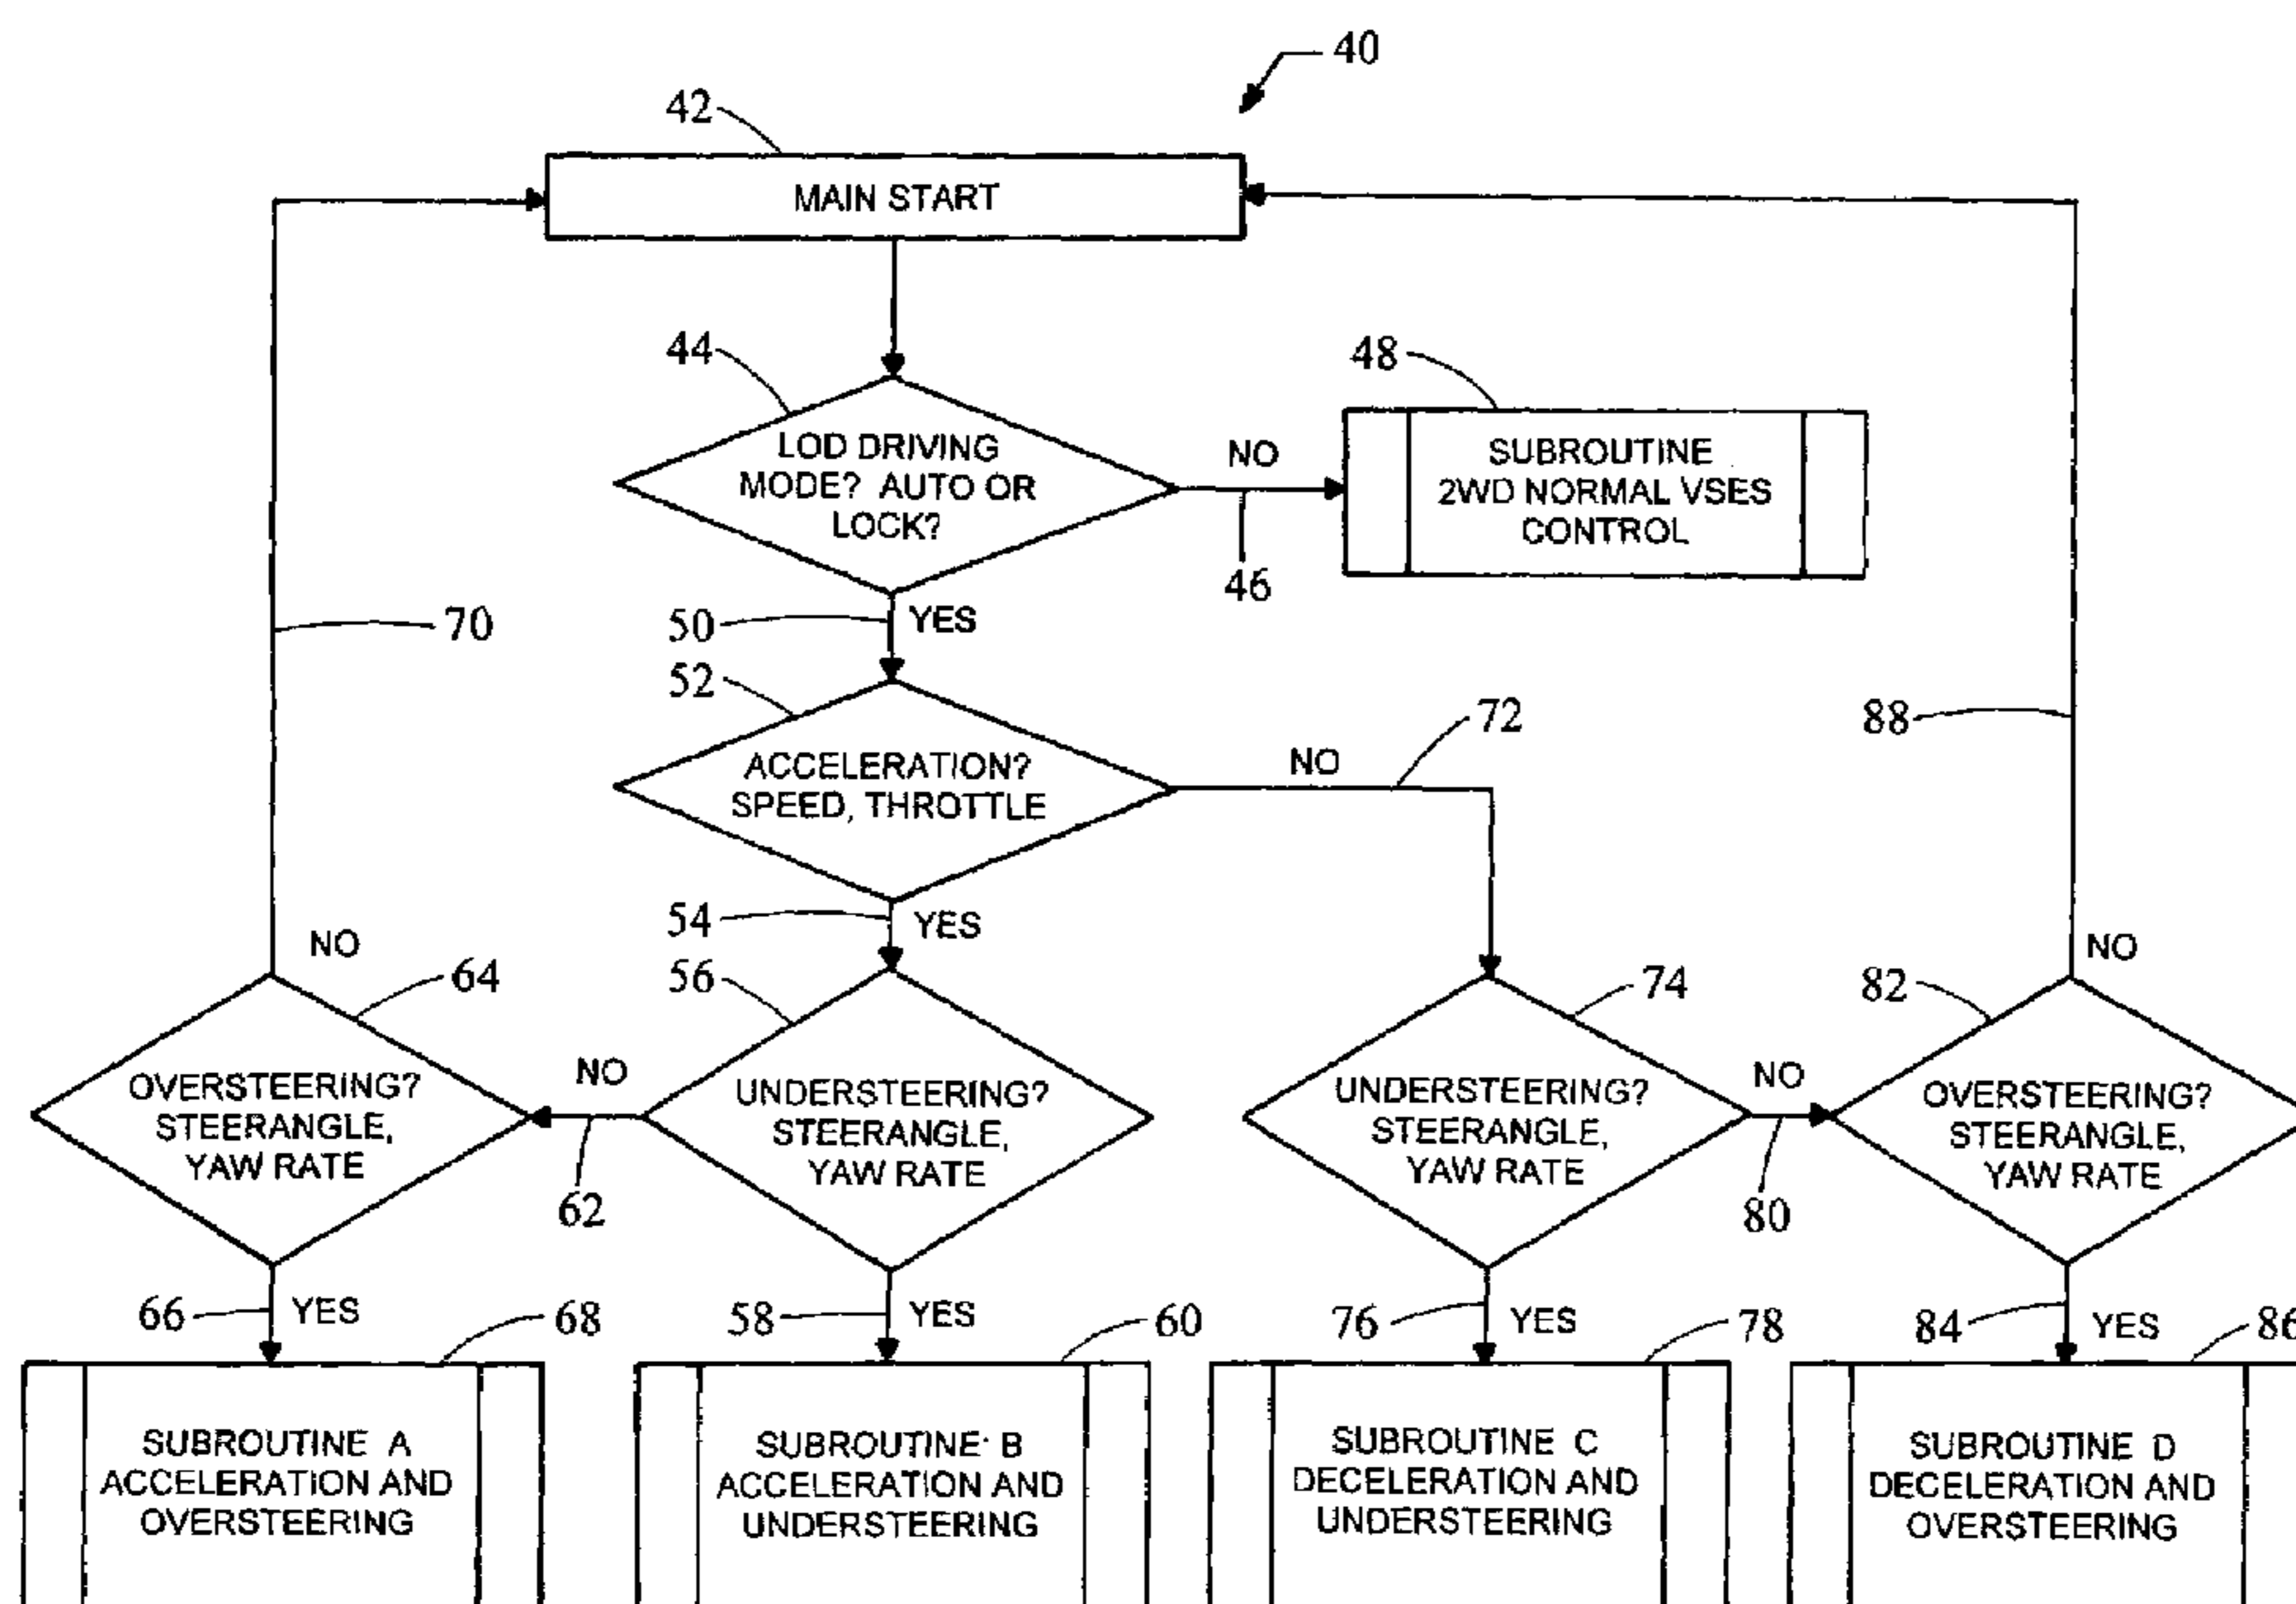 40
42
MAIN START
44
LOD DRIVING
MODE? AUTO OR
LOCK?
NO
46
48
SUBROUTINE
2WD NORMAL VSES
CONTROL
50
YES
52
ACCELERATION?
SPEED, THROTTLE
NO
72
70
88
54
YES
NO
64
OVERSTEERING?
STEERANGLE,
YAW RATE
NO
62
56
UNDERSTEERING?
STEERANGLE,
YAW RATE
74
UNDERSTEERING?
STEERANGLE,
YAW RATE
NO
80
NO
82
OVERSTEERING?
STEERANGLE,
YAW RATE
66
YES
68
58
YES
60
76
YES
78
84
YES
86
SUBROUTINE A
ACCELERATION AND
OVERSTEERING
SUBROUTINE B
ACCELERATION AND
UNDERSTEERING
SUBROUTINE C
DECELERATION AND
UNDERSTEERING
SUBROUTINE D
DECELERATION AND
OVERSTEERING